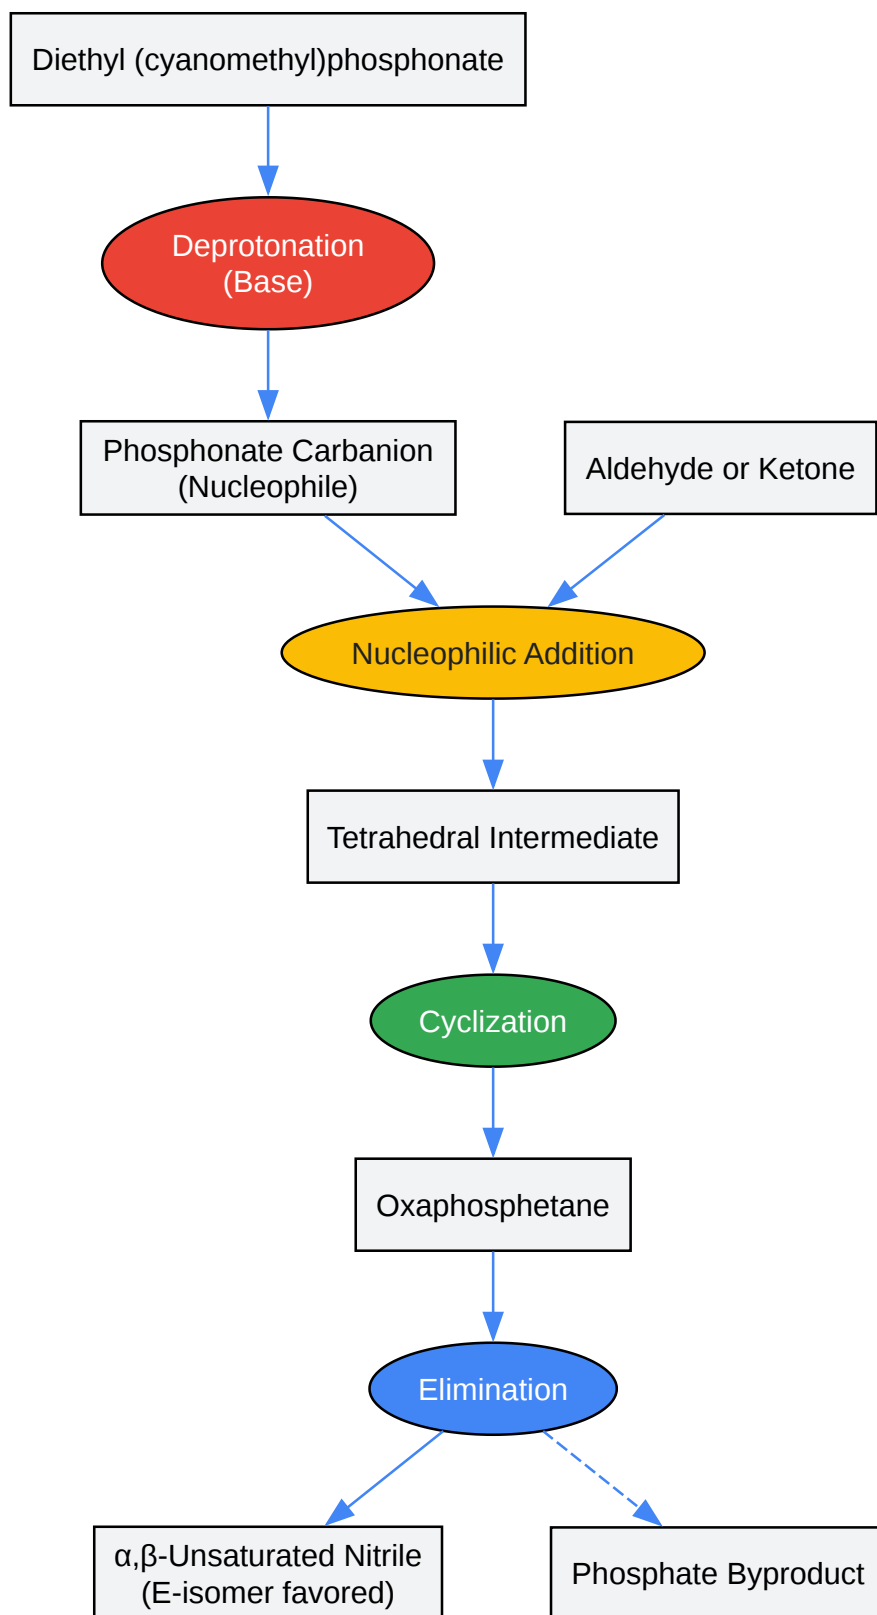 Diethyl (cyanomethyl)phosphonate
Deprotonation
(Base)
Phosphonate Carbanion
(Nucleophile)
Aldehyde or Ketone
Nucleophilic Addition
Tetrahedral Intermediate
Cyclization
Oxaphosphetane
Elimination
α,β-Unsaturated Nitrile
(E-isomer favored)
Phosphate Byproduct